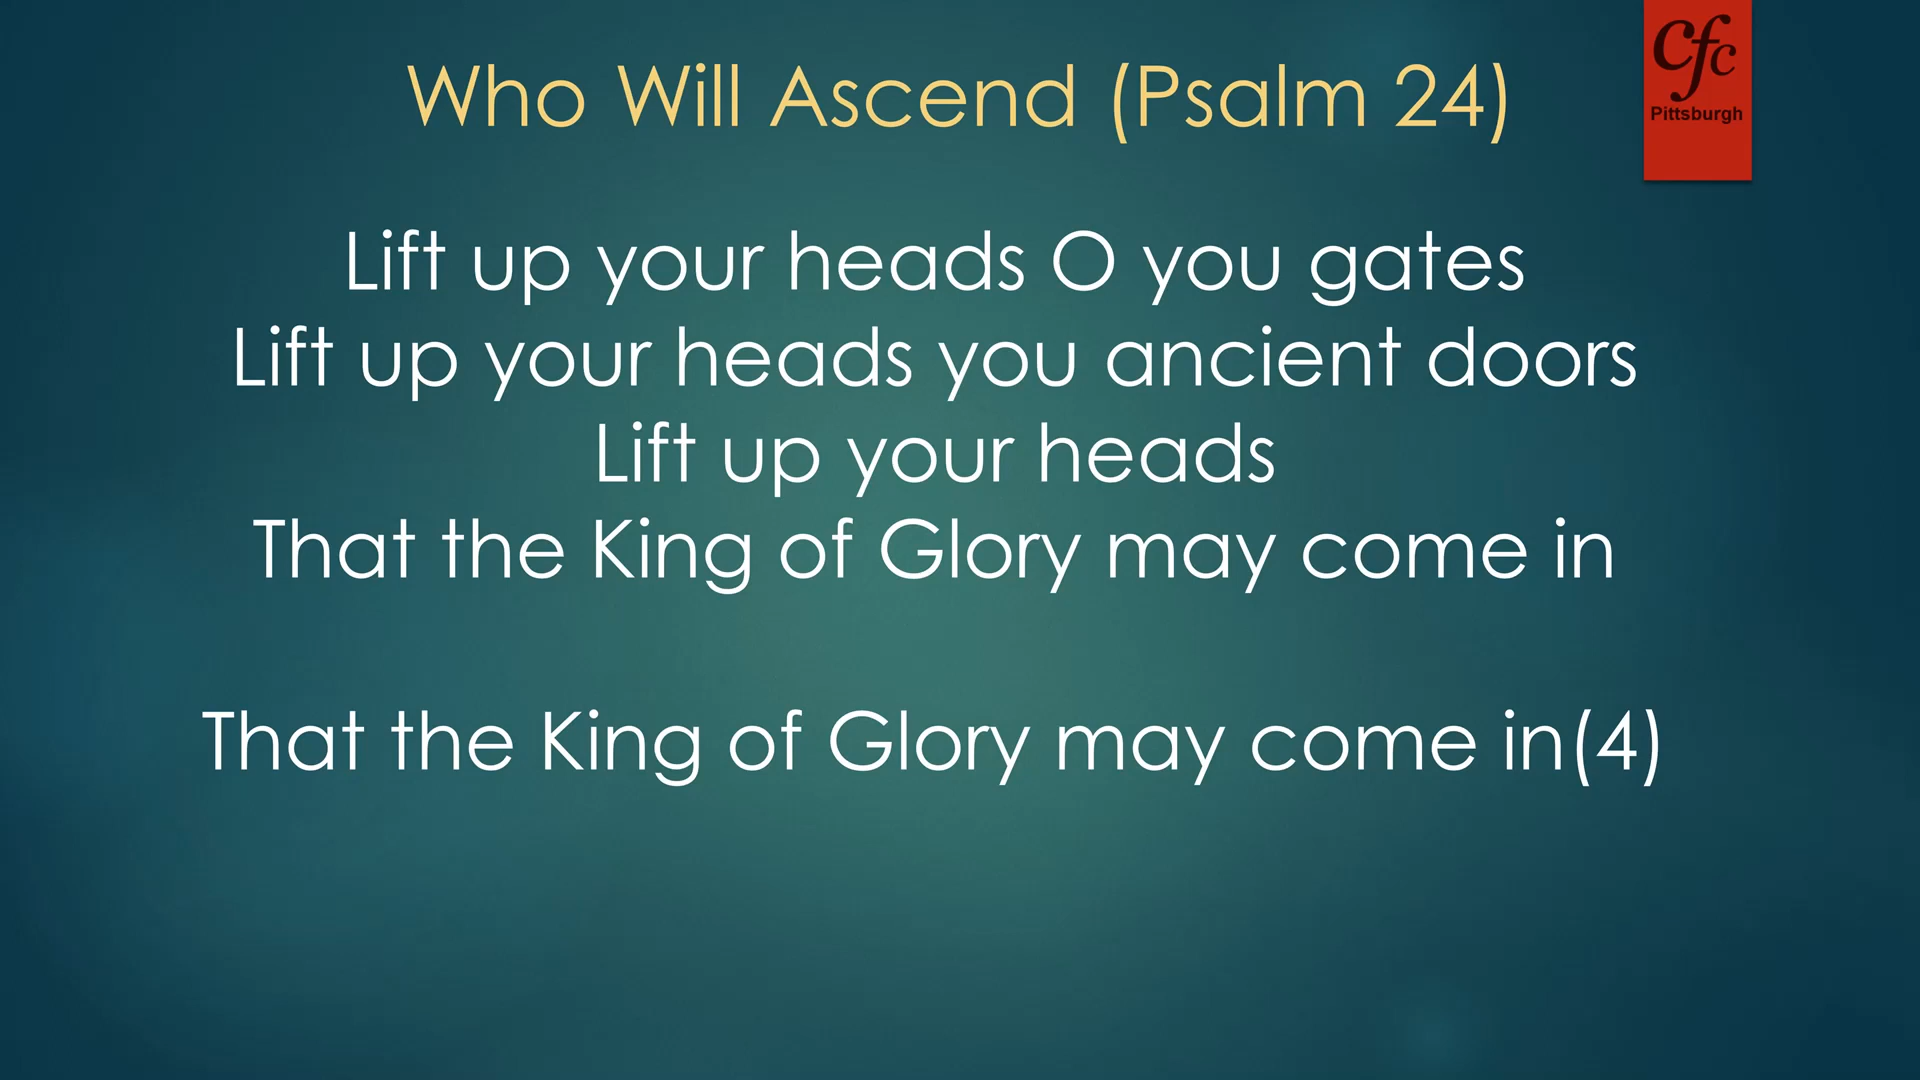 Who Will Ascend (Psalm 24)
cfc
Pittsburgh
Lift up your heads O you gates
Lift up your heads you ancient doors
Lift up your heads
That the King of Glory may come in
That the King of Glory may come in(4)